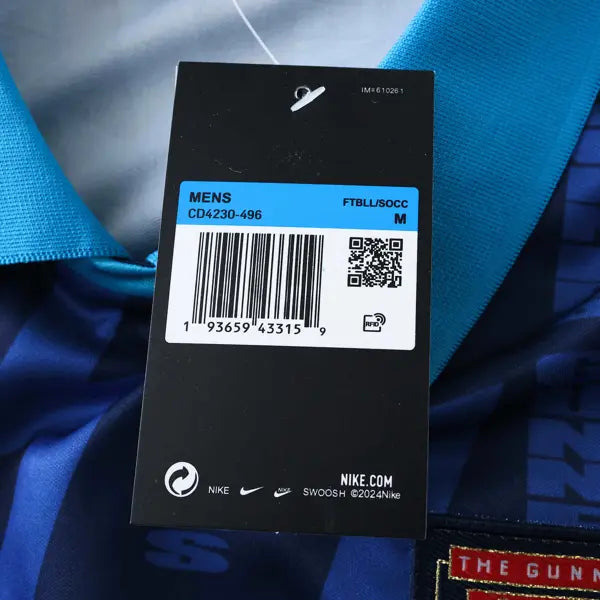 IM#610261
MENS
FTBLL/SOCC
CD4230-496
M
1 93659 43315 9
RFID
NIKE.COM
NIKE
SWOOSH ©2024Nike
S
THE GUNN